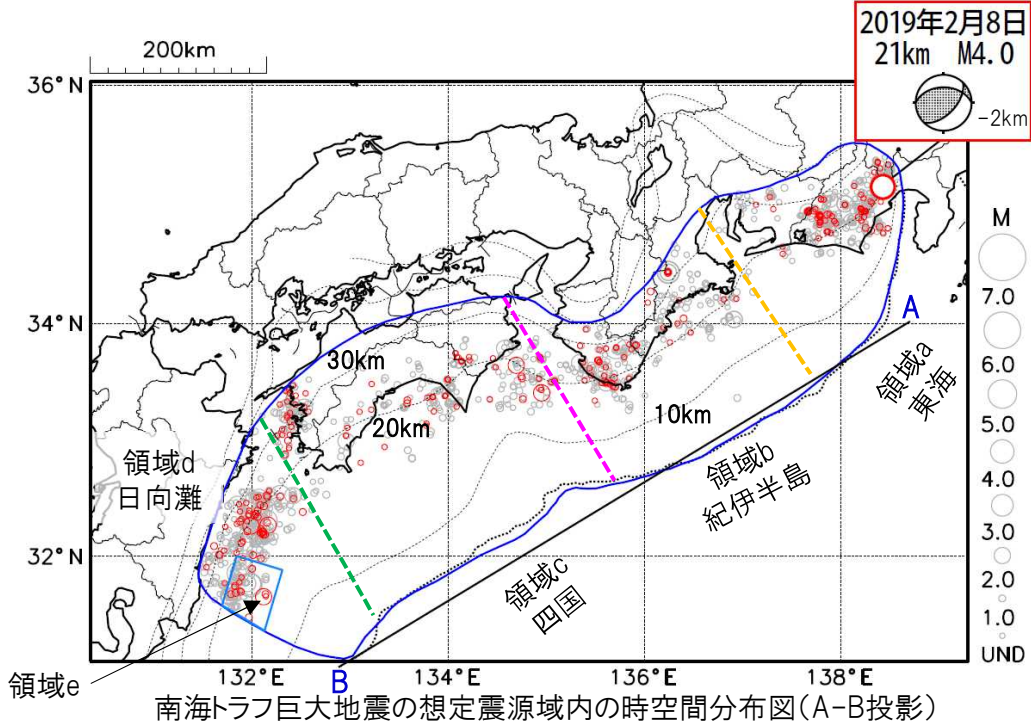 2019年2月8日
21km M4.0
-2km
200km
36°N
34°N
32°N
132°E
134°E
136°E
138°E
30km
20km
10km
A
B
領域a
東海
領域b
紀伊半島
領域c
四国
領域d
日向灘
領域e
M
7.0
6.0
5.0
4.0
3.0
2.0
1.0
UND
南海トラフ巨大地震の想定震源域内の時空間分布図(A-B投影)